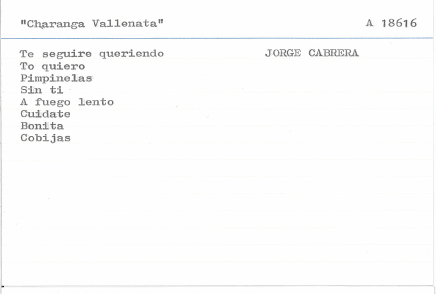 "Charanga Vallenata" A 18616
Te seguire queriendo JORGE CABRERA
To quiero
Pimpinelas
Sin ti
A fuego lento
Cuidate
Bonita
Cobijas